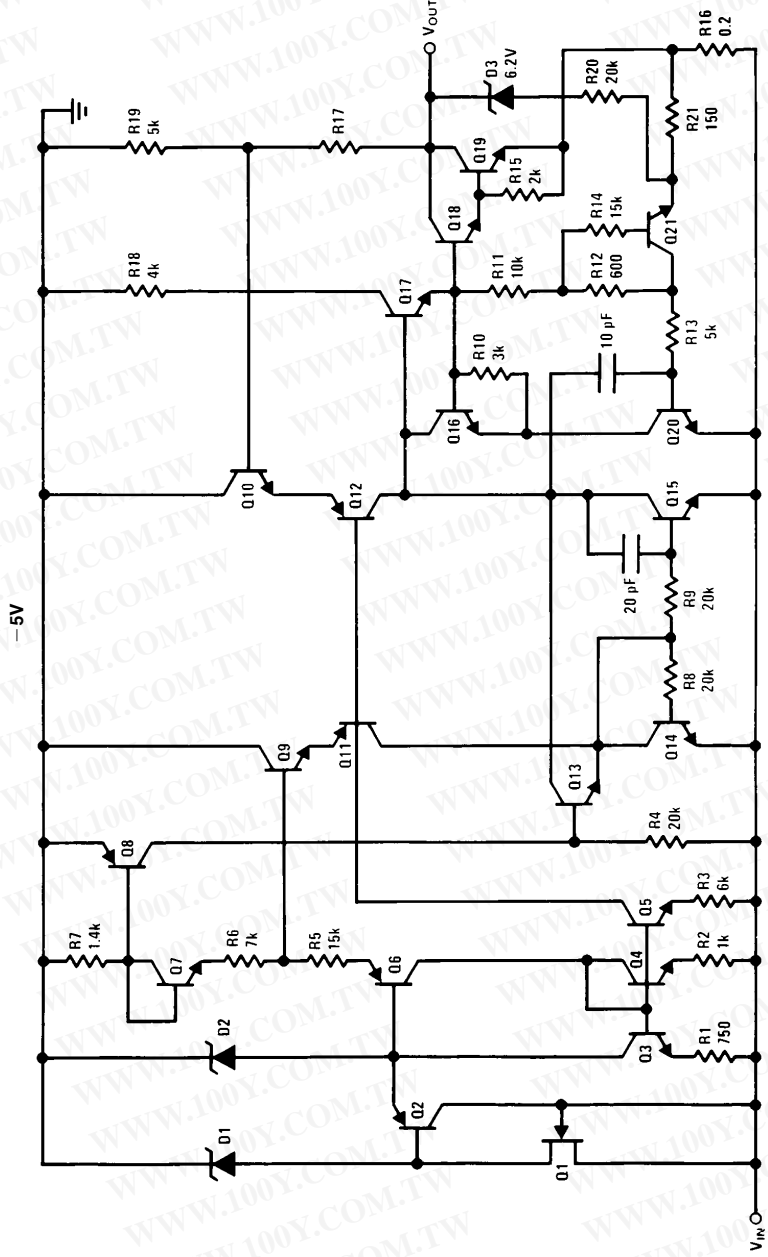 −5V
D1
D2
R7
1.4k
Q8
Q7
R6
7k
R5
15k
Q6
Q2
Q1
Q3
Q4
Q5
R1
750
R2
1k
R3
6k
R4
20k
Q9
Q11
Q13
Q14
R8
20k
R9
20k
20 pF
Q15
Q10
Q12
Q16
R10
3k
Q17
R18
4k
R11
10k
R12
600
R14
15k
R13
5k
10 pF
Q20
Q21
R19
5k
R17
Q18
Q19
R15
2k
VOUT
D3
6.2V
R20
20k
R21
150
R16
0.2
VIN
WWW.100Y.COM.TW